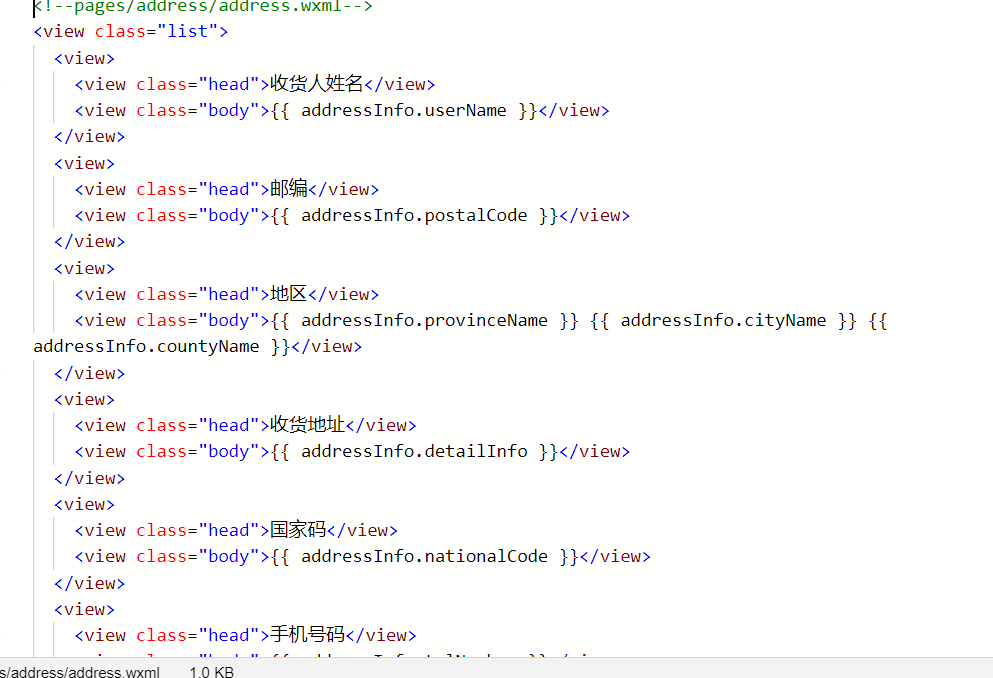 <!--pages/address/address.wxml-->
<view class="list">
<view>
<view class="head">收货人姓名</view>
<view class="body">{{ addressInfo.userName }}</view>
</view>
<view>
<view class="head">邮编</view>
<view class="body">{{ addressInfo.postalCode }}</view>
</view>
<view>
<view class="head">地区</view>
<view class="body">{{ addressInfo.provinceName }} {{ addressInfo.cityName }} {{
addressInfo.countyName }}</view>
</view>
<view>
<view class="head">收货地址</view>
<view class="body">{{ addressInfo.detailInfo }}</view>
</view>
<view>
<view class="head">国家码</view>
<view class="body">{{ addressInfo.nationalCode }}</view>
</view>
<view>
<view class="head">手机号码</view>
s/address/address.wxml 1.0 KB